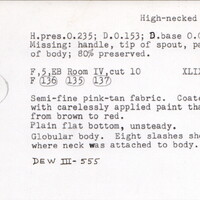 High-necked
H.pres.0.235; D.0.153; D.base 0.0
Missing: handle, tip of spout, pa
of body; 80% preserved.
F,5,EB Room IV,cut 10 XLIX
F 136 135 137
Semi-fine pink-tan fabric. Coate
with carelessly applied paint tha
from brown to red.
Plain flat bottom, unsteady.
Globular body. Eight slashes sho
where neck was attached to body.
DEW III-555